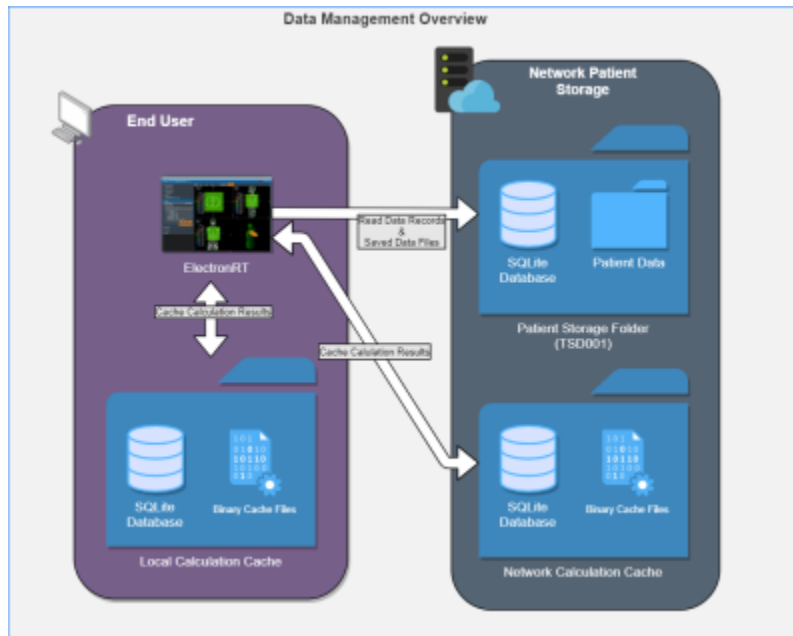 Data Management Overview
Network Patient
Storage
End User
Read Data Records
&
Saved Data Files
ElectronRT
SQLite
Database
Patient Data
Cache Calculation Results
Patient Storage Folder
(TSD001)
Cache Calulation Results
SQLite
Database
Binary Cache Files
SQLite
Database
Binary Cache Files
Local Calculation Cache
Network Calculation Cache